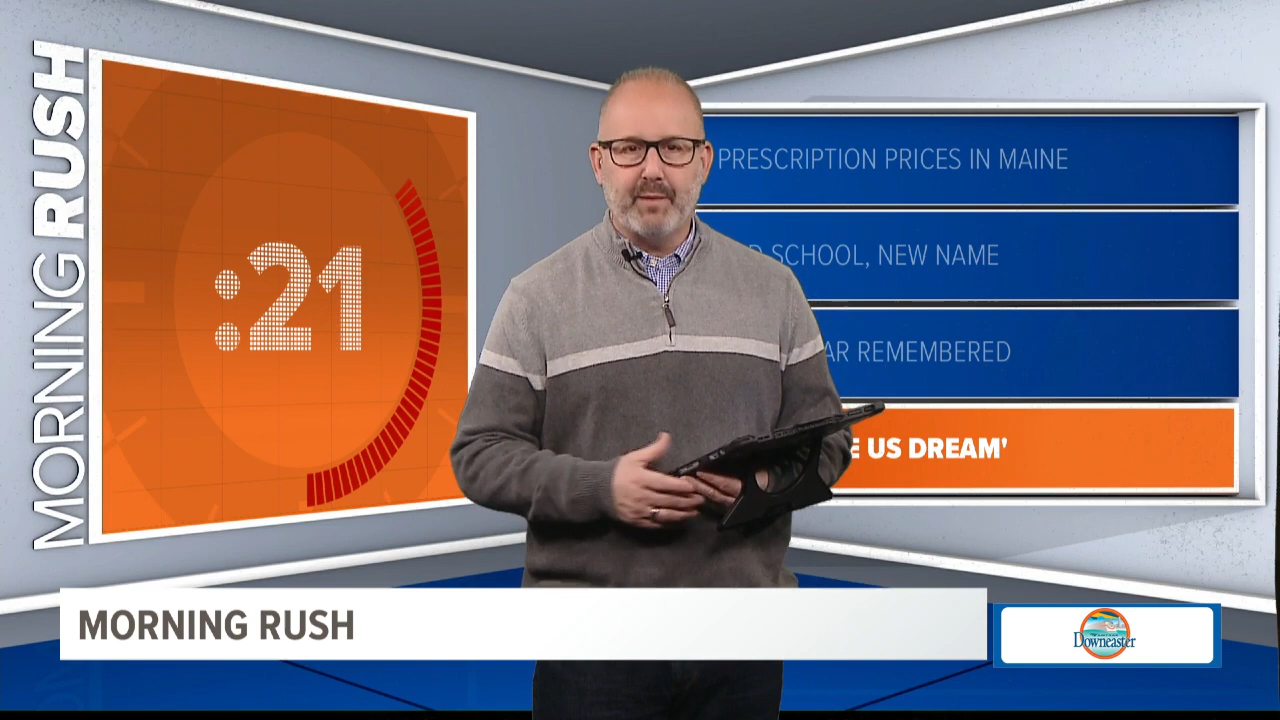 MORNING RUSH
:21
PRESCRIPTION PRICES IN MAINE
SCHOOL, NEW NAME
REMEMBERED
US DREAM'
MORNING RUSH
Downeaster